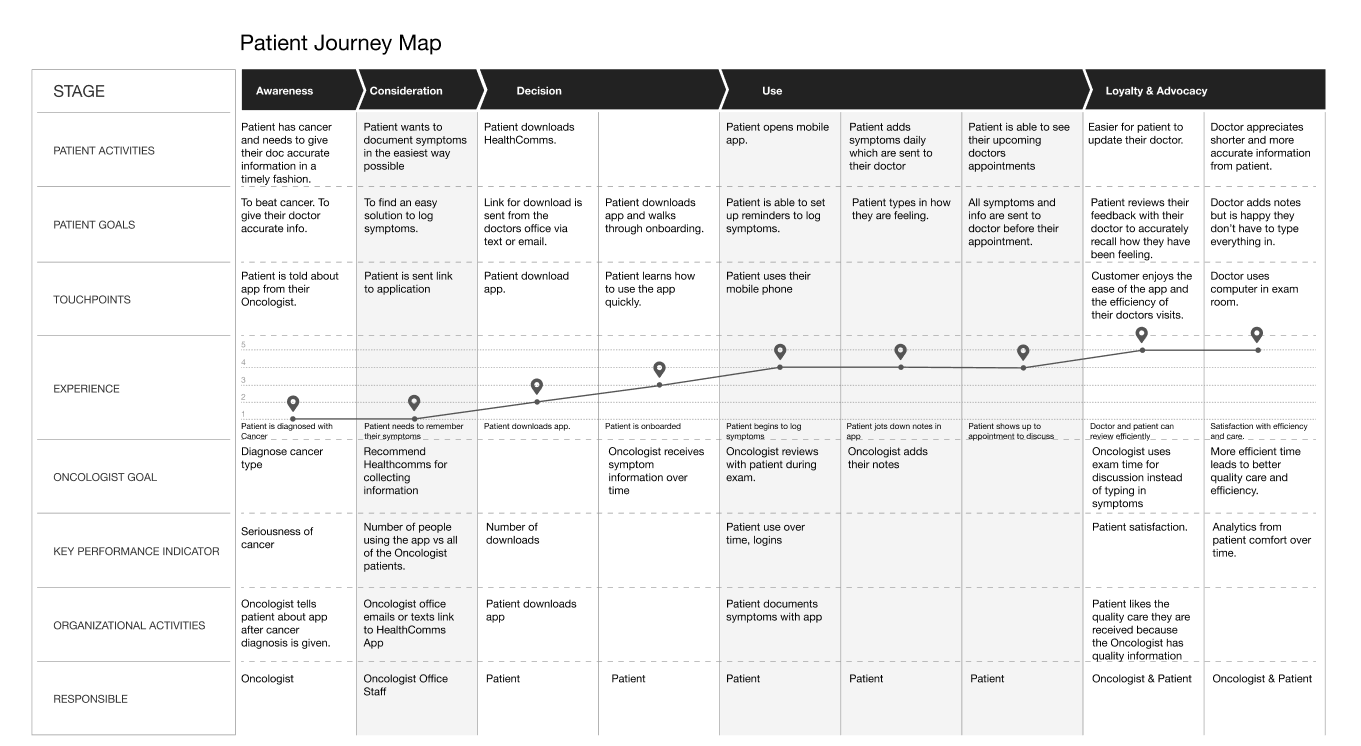 Patient Journey Map
STAGE
Awareness
Consideration
Decision
Use
Loyalty & Advocacy
PATIENT ACTIVITIES
Patient has cancer
and needs to give
their doc accurate
information in a
timely fashion.
Patient wants to
document symptoms
in the easiest way
possible
Patient downloads
HealthComms.
Patient opens mobile
app.
Patient adds
symptoms daily
which are sent to
their doctor
Patient is able to see
their upcoming
doctors
appointments
Easier for patient to
update their doctor.
Doctor appreciates
shorter and more
accurate information
from patient.
PATIENT GOALS
To beat cancer. To
give their doctor
accurate info.
To find an easy
solution to log
symptoms.
Link for download is
sent from the
doctors office via
text or email.
Patient downloads
app and walks
through onboarding.
Patient is able to set
up reminders to log
symptoms.
Patient types in how
they are feeling.
All symptoms and
info are sent to
doctor before their
appointment.
Patient reviews their
feedback with their
doctor to accurately
recall how they have
been feeling.
Doctor adds notes
but is happy they
don’t have to type
everything in.
TOUCHPOINTS
Patient is told about
app from their
Oncologist.
Patient is sent link
to application
Patient download
app.
Patient learns how
to use the app
quickly.
Patient uses their
mobile phone
Customer enjoys the
ease of the app and
the efficiency of
their doctors visits.
Doctor uses
computer in exam
room.
EXPERIENCE
5
4
3
2
1
Patient is diagnosed with
Cancer
Patient needs to remember
their symptoms
Patient downloads app.
Patient is onboarded
Patient begins to log
symptoms
Patient jots down notes in
app
Patient shows up to
appointment to discuss
Doctor and patient can
review efficiently
Satisfaction with efficiency
and care.
ONCOLOGIST GOAL
Diagnose cancer
type
Recommend
Healthcomms for
collecting
information
Oncologist receives
symptom
information over
time
Oncologist reviews
with patient during
exam.
Oncologist adds
their notes
Oncologist uses
exam time for
discussion instead
of typing in
symptoms
More efficient time
leads to better
quality care and
efficiency.
KEY PERFORMANCE INDICATOR
Seriousness of
cancer
Number of people
using the app vs all
of the Oncologist
patients.
Number of
downloads
Patient use over
time, logins
Patient satisfaction.
Analytics from
patient comfort over
time.
ORGANIZATIONAL ACTIVITIES
Oncologist tells
patient about app
after cancer
diagnosis is given.
Oncologist office
emails or texts link
to HealthComms
App
Patient downloads
app
Patient documents
symptoms with app
Patient likes the
quality care they are
received because
the Oncologist has
quality information
RESPONSIBLE
Oncologist
Oncologist Office
Staff
Patient
Patient
Patient
Patient
Patient
Oncologist & Patient
Oncologist & Patient